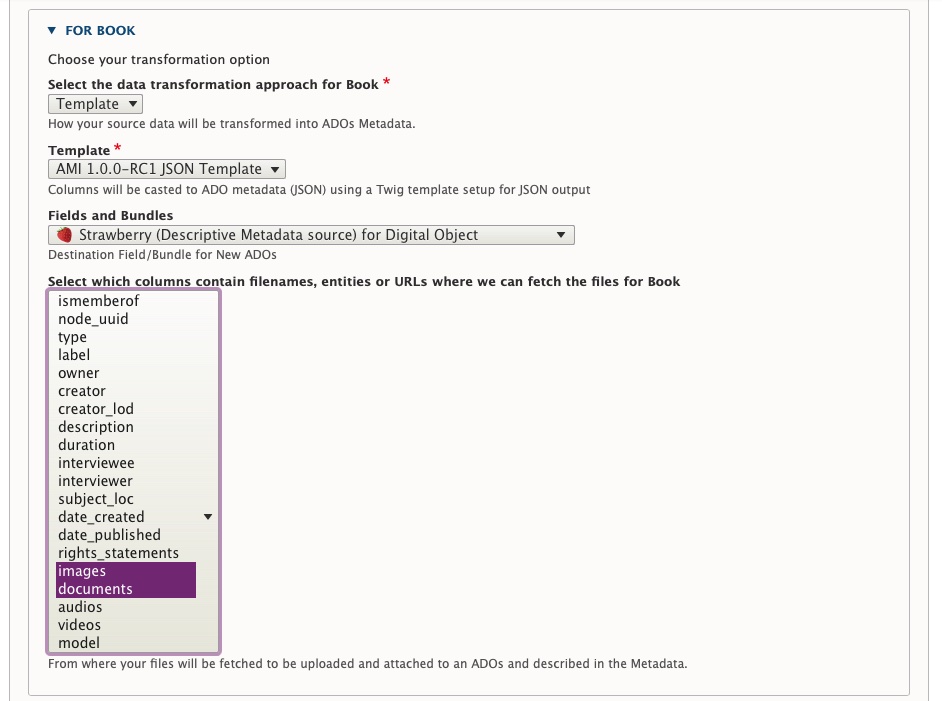 FOR BOOK
Choose your transformation option
Select the data transformation approach for Book *
Template
How your source data will be transformed into ADOs Metadata.
Template *
AMI 1.0.0-RC1 JSON Template
Columns will be casted to ADO metadata (JSON) using a Twig template setup for JSON output
Fields and Bundles
Strawberry (Descriptive Metadata source) for Digital Object
Destination Field/Bundle for New ADOs
Select which columns contain filenames, entities or URLs where we can fetch the files for Book
ismemberof
node_uuid
type
label
owner
creator
creator_lod
description
duration
interviewee
interviewer
subject_loc
date_created
date_published
rights_statements
images
documents
audios
videos
model
From where your files will be fetched to be uploaded and attached to an ADOs and described in the Metadata.